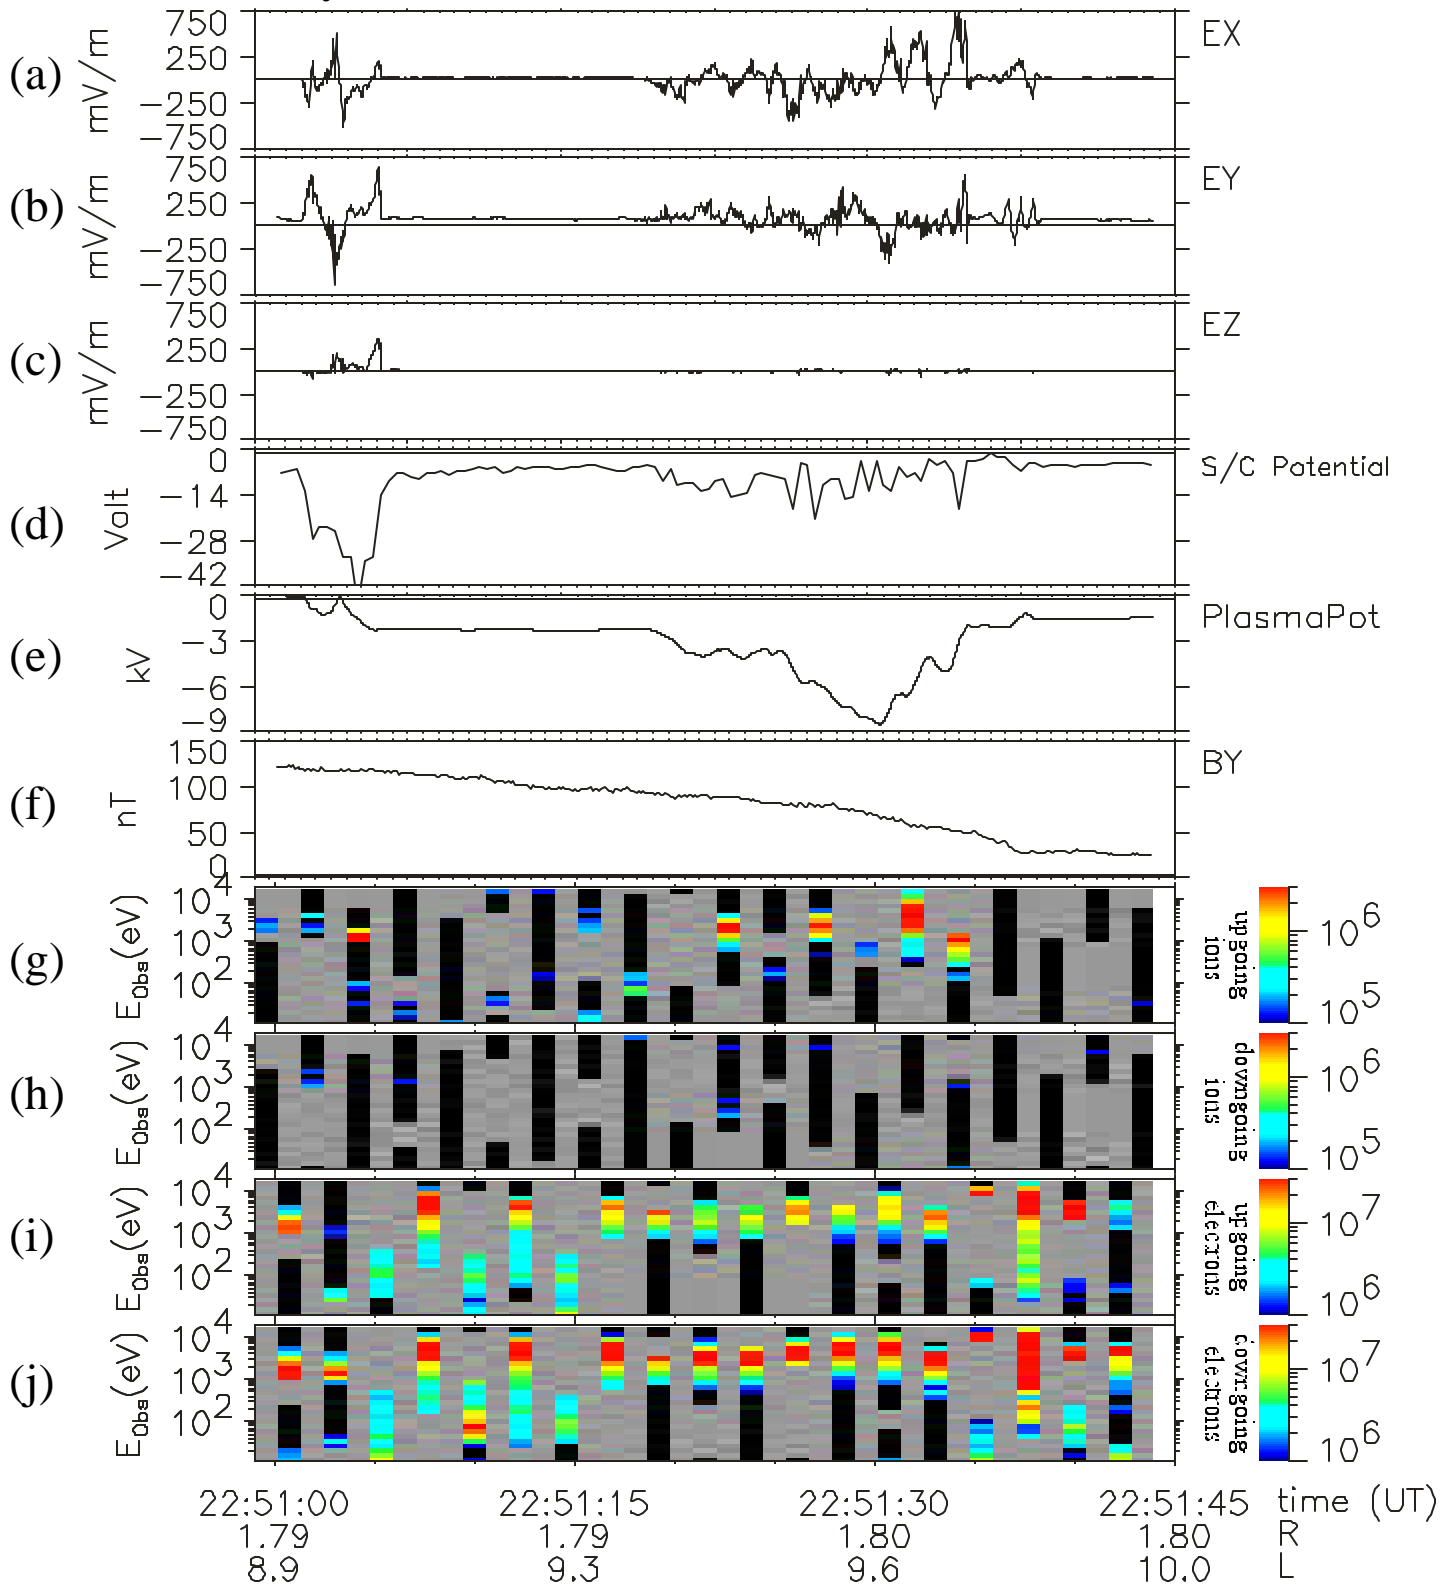 (a) mV/m 750 250 −250 −750 EX
(b) mV/m 750 250 −250 −750 EY
(c) mV/m 750 250 −250 −750 EZ
(d) Volt 0 −14 −28 −42 S/C Potential
(e) kV 0 −3 −6 −9 PlasmaPot
(f) nT 150 100 50 0 BY
(g) E_Obs(eV) 10^4 10^3 10^2 upgoing ions 10^6 10^5
(h) E_Obs(eV) 10^4 10^3 10^2 downgoing ions 10^6 10^5
(i) E_Obs(eV) 10^4 10^3 10^2 upgoing electrons 10^7 10^6
(j) E_Obs(eV) 10^4 10^3 10^2 downgoing electrons 10^7 10^6
22:51:00 22:51:15 22:51:30 22:51:45 time (UT)
1.79 1.79 1.80 1.80 R
8.9 9.3 9.6 10.0 L